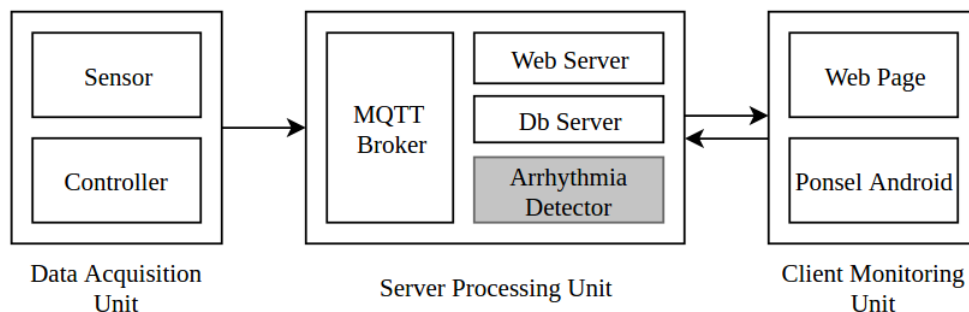 Sensor
Controller
Data Acquisition
Unit
MQTT
Broker
Web Server
Db Server
Arrhythmia
Detector
Server Processing Unit
Web Page
Ponsel Android
Client Monitoring
Unit